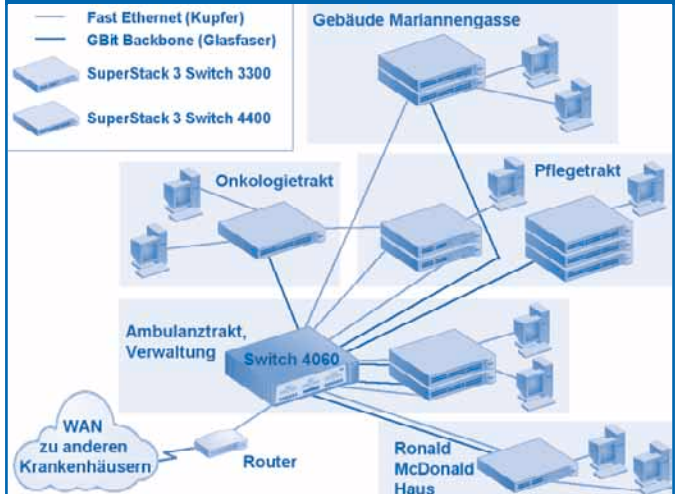 Fast Ethernet (Kupfer)
GBit Backbone (Glasfaser)
SuperStack 3 Switch 3300
SuperStack 3 Switch 4400
Gebäude Mariannengasse
Onkologietrakt
Pflegetrakt
Ambulanztrakt,
Verwaltung
Switch 4060
WAN
zu anderen
Krankenhäusern
Router
Ronald
McDonald
Haus